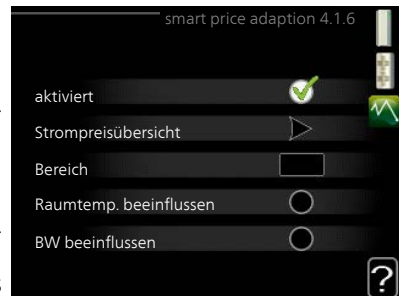 smart price adaption 4.1.6
aktiviert
Strompreisübersicht
Bereich
Raumtemp. beeinflussen
BW beeinflussen
?